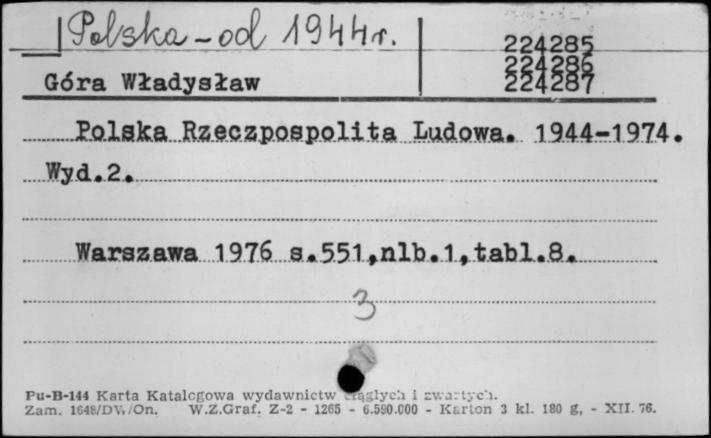 Polska – od 1944 r.
224285
224286
Góra Władysław
224287
Polska Rzeczpospolita Ludowa. 1944-1974.
Wyd.2.
Warszawa 1976 s.551,nlb.1,tabl.8.
3
Pu-B-144 Karta Katalogowa wydawnictw ciągłych i zwartych.
Zam. 1648/DW/On. W.Z.Graf. Z-2 - 1265 - 6.590.000 - Karton 3 kl. 180 g, - XII. 76.